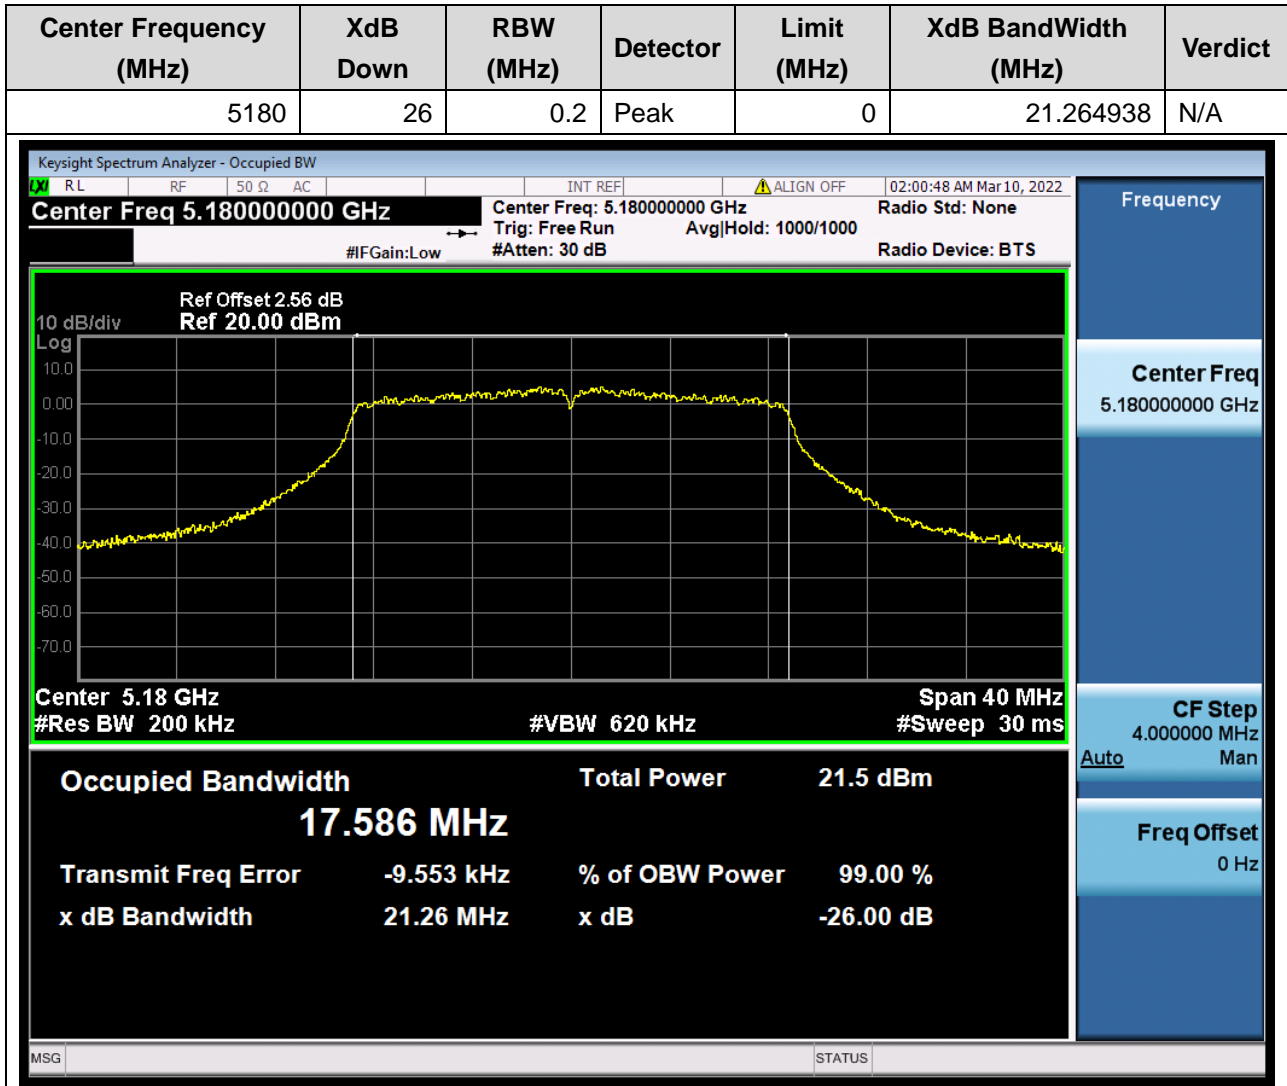 Center Frequency (MHz) XdB Down RBW (MHz) Detector Limit (MHz) XdB BandWidth (MHz) Verdict
5180 26 0.2 Peak 0 21.264938 N/A
Keysight Spectrum Analyzer - Occupied BW
LXI RL RF 50 Ω AC INT REF ALIGN OFF 02:00:48 AM Mar 10, 2022
Center Freq 5.180000000 GHz
Center Freq: 5.180000000 GHz Radio Std: None
Trig: Free Run Avg|Hold: 1000/1000
#IFGain:Low #Atten: 30 dB Radio Device: BTS
Frequency
Ref Offset 2.56 dB
10 dB/div Ref 20.00 dBm
Log
10.0
0.00
-10.0
-20.0
-30.0
-40.0
-50.0
-60.0
-70.0
Center 5.18 GHz Span 40 MHz
#Res BW 200 kHz #VBW 620 kHz #Sweep 30 ms
Center Freq
5.180000000 GHz
CF Step
4.000000 MHz
Auto Man
Freq Offset
0 Hz
Occupied Bandwidth Total Power 21.5 dBm
17.586 MHz
Transmit Freq Error -9.553 kHz % of OBW Power 99.00 %
x dB Bandwidth 21.26 MHz x dB -26.00 dB
MSG STATUS